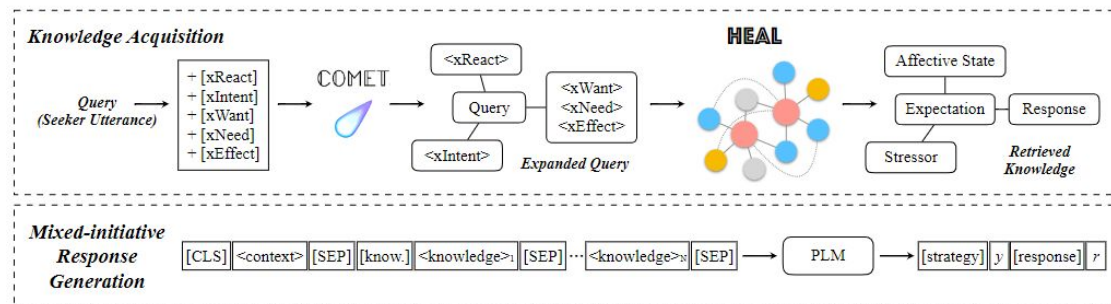 Knowledge Acquisition
Query
(Seeker Utterance)
+ [xReact]
+ [xIntent]
+ [xWant]
+ [xNeed]
+ [xEffect]
COMET
<xReact>
Query
<xIntent>
<xWant>
<xNeed>
<xEffect>
Expanded Query
HEAL
Affective State
Expectation
Response
Stressor
Retrieved
Knowledge
Mixed-initiative
Response
Generation
[CLS] <context> [SEP] [know.] <knowledge>₁ [SEP] ... <knowledge>ɴ [SEP]
PLM
[strategy] y [response] r